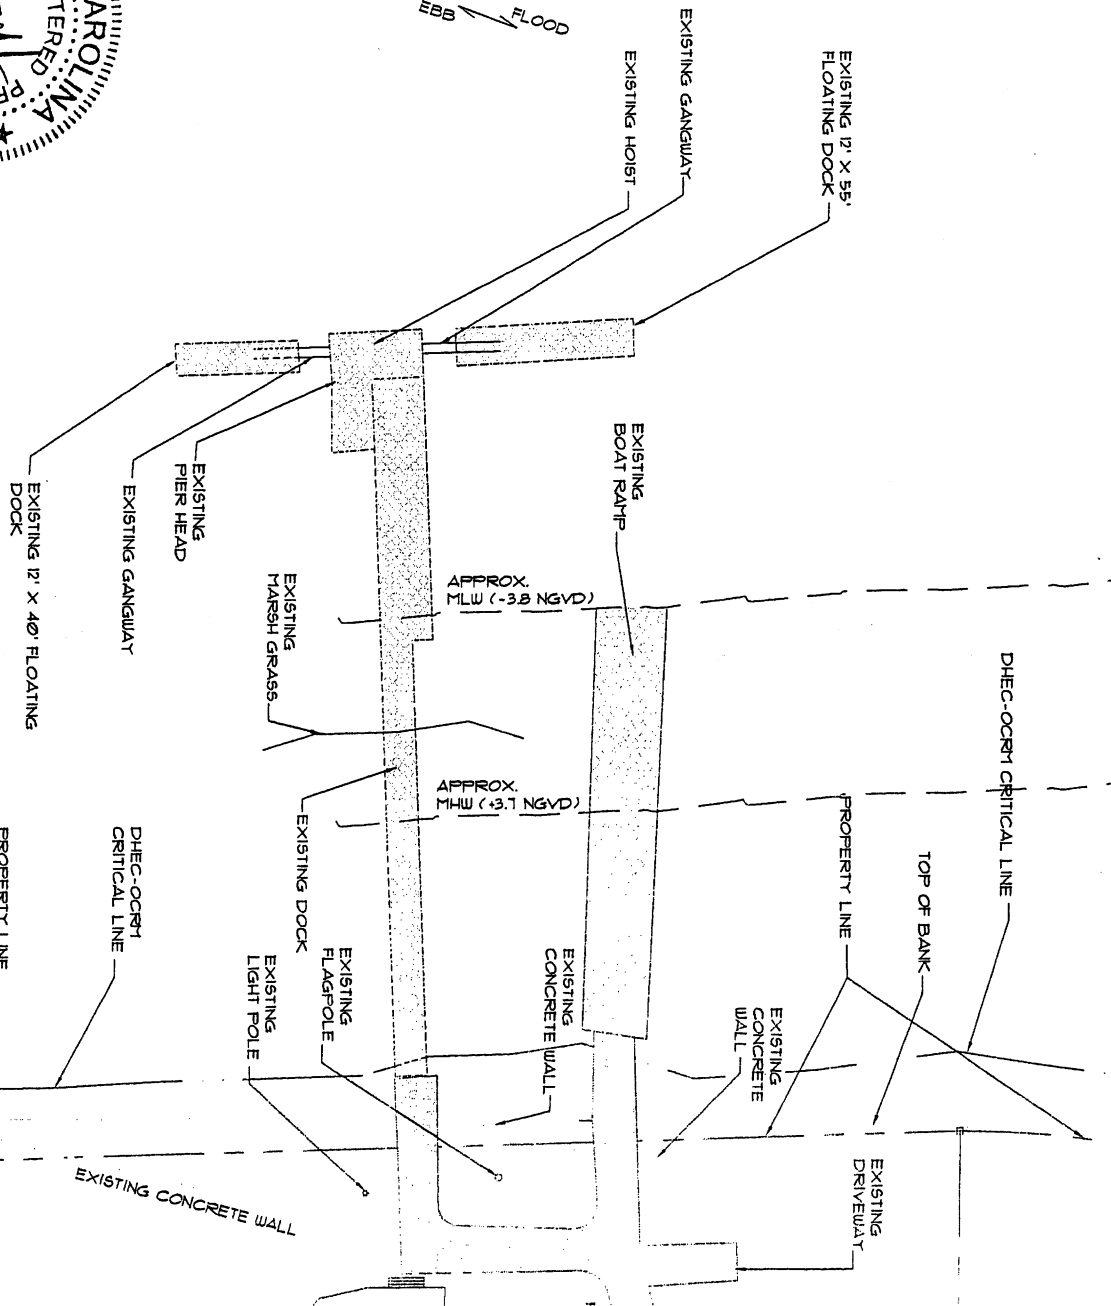 CAROLINA
EBB
FLOOD
EXISTING GANGWAY
EXISTING HOIST
EXISTING 12' X 55'
FLOATING DOCK
EXISTING
BOAT RAMP
EXISTING
PIER HEAD
EXISTING GANGWAY
EXISTING 12' X 40' FLOATING
DOCK
EXISTING
MARSH GRASS
APPROX.
MLW (-3.8 NGVD)
DHEC-OCRM CRITICAL LINE
APPROX.
MHW (+3.7 NGVD)
PROPERTY LINE
TOP OF BANK
EXISTING DOCK
DHEC-OCRM
CRITICAL LINE
PROPERTY LINE
EXISTING
LIGHT POLE
EXISTING
FLAGPOLE
EXISTING
CONCRETE WALL
EXISTING
CONCRETE
WALL
EXISTING
DRIVEWAY
EXISTING CONCRETE WALL